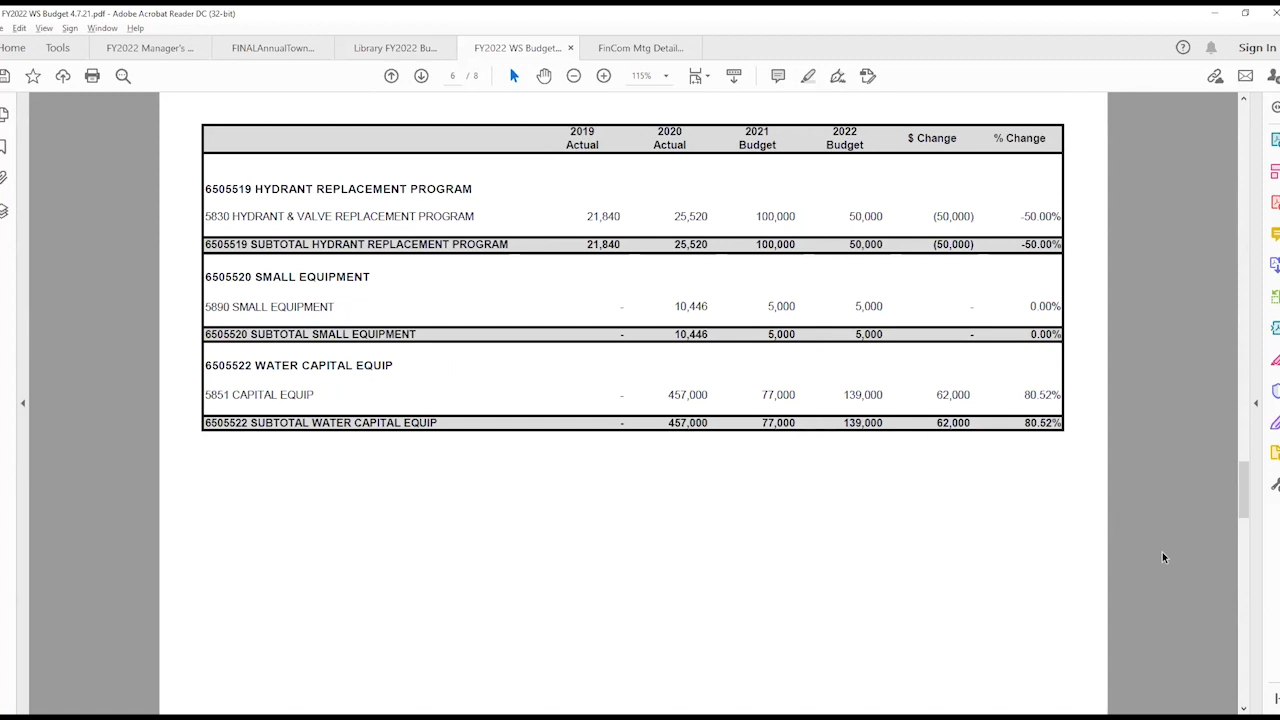 FY2022 WS Budget 4.7.21.pdf - Adobe Acrobat Reader DC (32-bit)
Edit View Sign Window Help
Home Tools FY2022 Manager's ... FINALAnnualTown... Library FY2022 Bu... FY2022 WS Budget... × FinCom Mtg Detail... Sign In
6 / 8 115%
2019 Actual 2020 Actual 2021 Budget 2022 Budget $ Change % Change
6505519 HYDRANT REPLACEMENT PROGRAM
5830 HYDRANT & VALVE REPLACEMENT PROGRAM 21,840 25,520 100,000 50,000 (50,000) -50.00%
6505519 SUBTOTAL HYDRANT REPLACEMENT PROGRAM 21,840 25,520 100,000 50,000 (50,000) -50.00%
6505520 SMALL EQUIPMENT
5890 SMALL EQUIPMENT - 10,446 5,000 5,000 - 0.00%
6505520 SUBTOTAL SMALL EQUIPMENT - 10,446 5,000 5,000 - 0.00%
6505522 WATER CAPITAL EQUIP
5851 CAPITAL EQUIP - 457,000 77,000 139,000 62,000 80.52%
6505522 SUBTOTAL WATER CAPITAL EQUIP - 457,000 77,000 139,000 62,000 80.52%